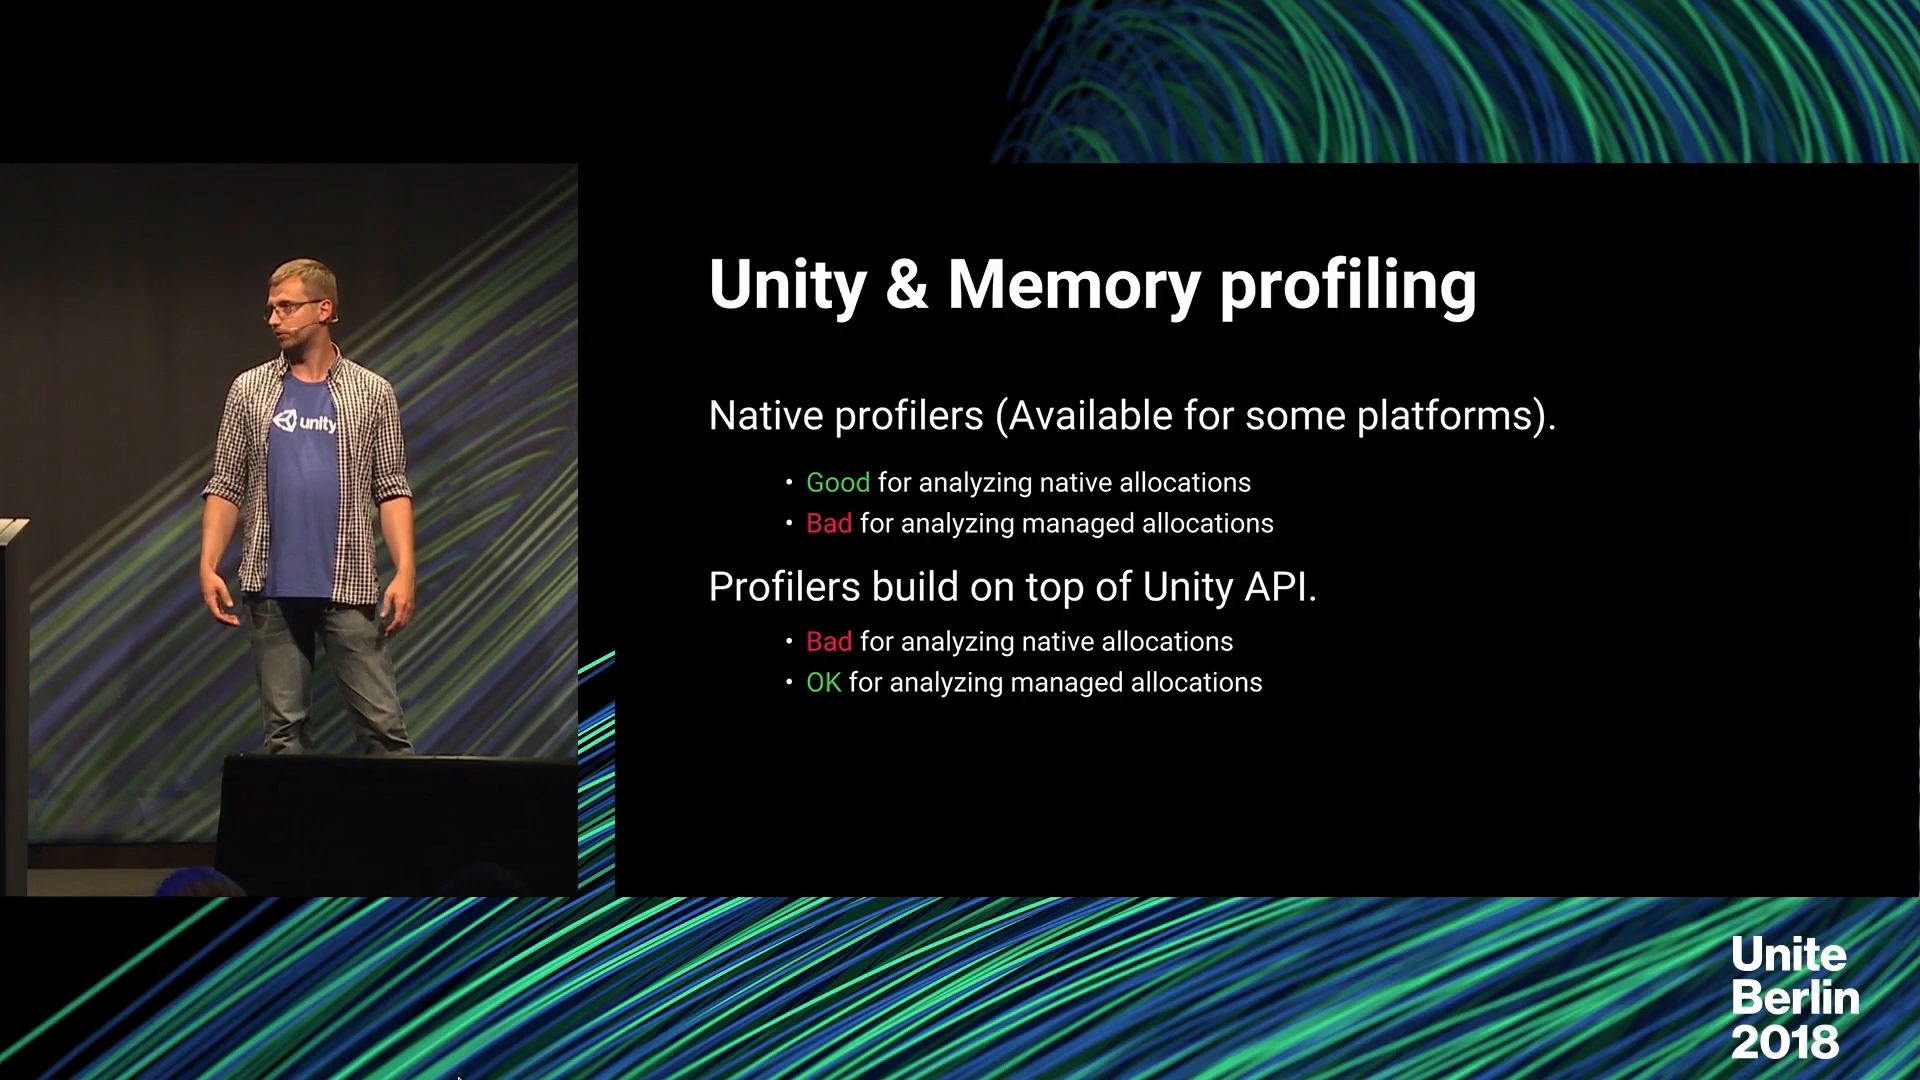 unity
Unity & Memory profiling
Native profilers (Available for some platforms).
• Good for analyzing native allocations
• Bad for analyzing managed allocations
Profilers build on top of Unity API.
• Bad for analyzing native allocations
• OK for analyzing managed allocations
Unite
Berlin
2018